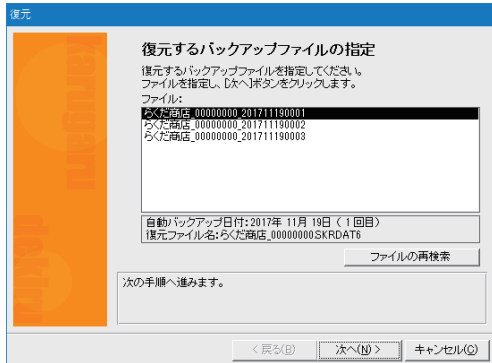 復元
復元するバックアップファイルの指定
復元するバックアップファイルを指定してください。
ファイルを指定し、[次へ]ボタンをクリックします。
ファイル:
らくだ商店_00000000_201711190001
らくだ商店_00000000_201711190002
らくだ商店_00000000_201711190003
自動バックアップ日付:2017年 11月 19日 ( 1 回目)
復元ファイル名:らくだ商店_00000000.SKRDAT6
ファイルの再検索
次の手順へ進みます。
< 戻る(B)
次へ(N) >
キャンセル(C)
kantgaru
dekiru